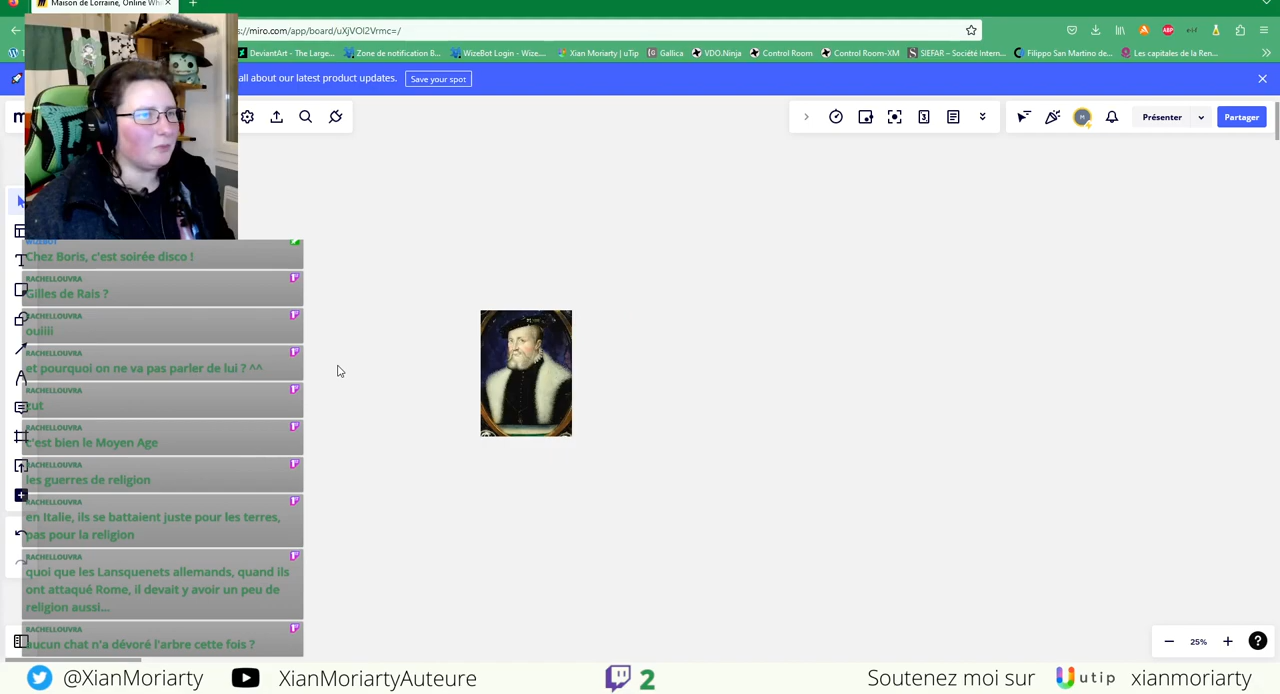 Maison de Lorraine, Online Whi
s://miro.com/app/board/uXjVOl2Vrmc=/
DeviantArt - The Large...
Zone de notification B...
WizeBot Login - Wize...
Xian Moriarty | uTip
Gallica
VDO.Ninja
Control Room
Control Room-XM
SIEFAR – Société Intern...
Filippo San Martino de...
Les capitales de la Ren...
all about our latest product updates.
Save your spot
Présenter
Partager
Chez Boris, c'est soirée disco !
RACHELLOUVRA
Gilles de Rais ?
RACHELLOUVRA
ouiiii
RACHELLOUVRA
et pourquoi on ne va pas parler de lui ? ^^
RACHELLOUVRA
zut
RACHELLOUVRA
c'est bien le Moyen Age
RACHELLOUVRA
les guerres de religion
RACHELLOUVRA
en Italie, ils se battaient juste pour les terres,
pas pour la religion
RACHELLOUVRA
quoi que les Lansquenets allemands, quand ils
ont attaqué Rome, il devait y avoir un peu de
religion aussi...
RACHELLOUVRA
aucun chat n'a dévoré l'arbre cette fois ?
25%
@XianMoriarty
XianMoriartyAuteure
2
Soutenez moi sur
utip
xianmoriarty